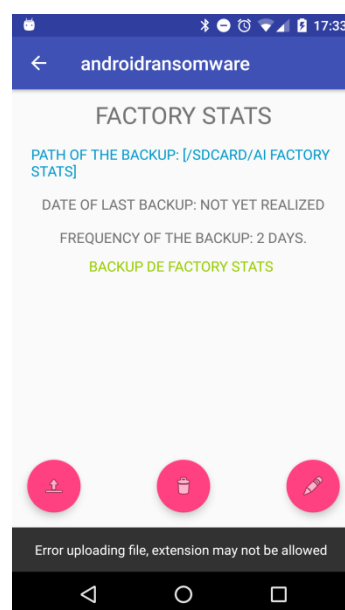 17:33
androidransomware
FACTORY STATS
PATH OF THE BACKUP: [/SDCARD/AI FACTORY
STATS]
DATE OF LAST BACKUP: NOT YET REALIZED
FREQUENCY OF THE BACKUP: 2 DAYS.
BACKUP DE FACTORY STATS
Error uploading file, extension may not be allowed